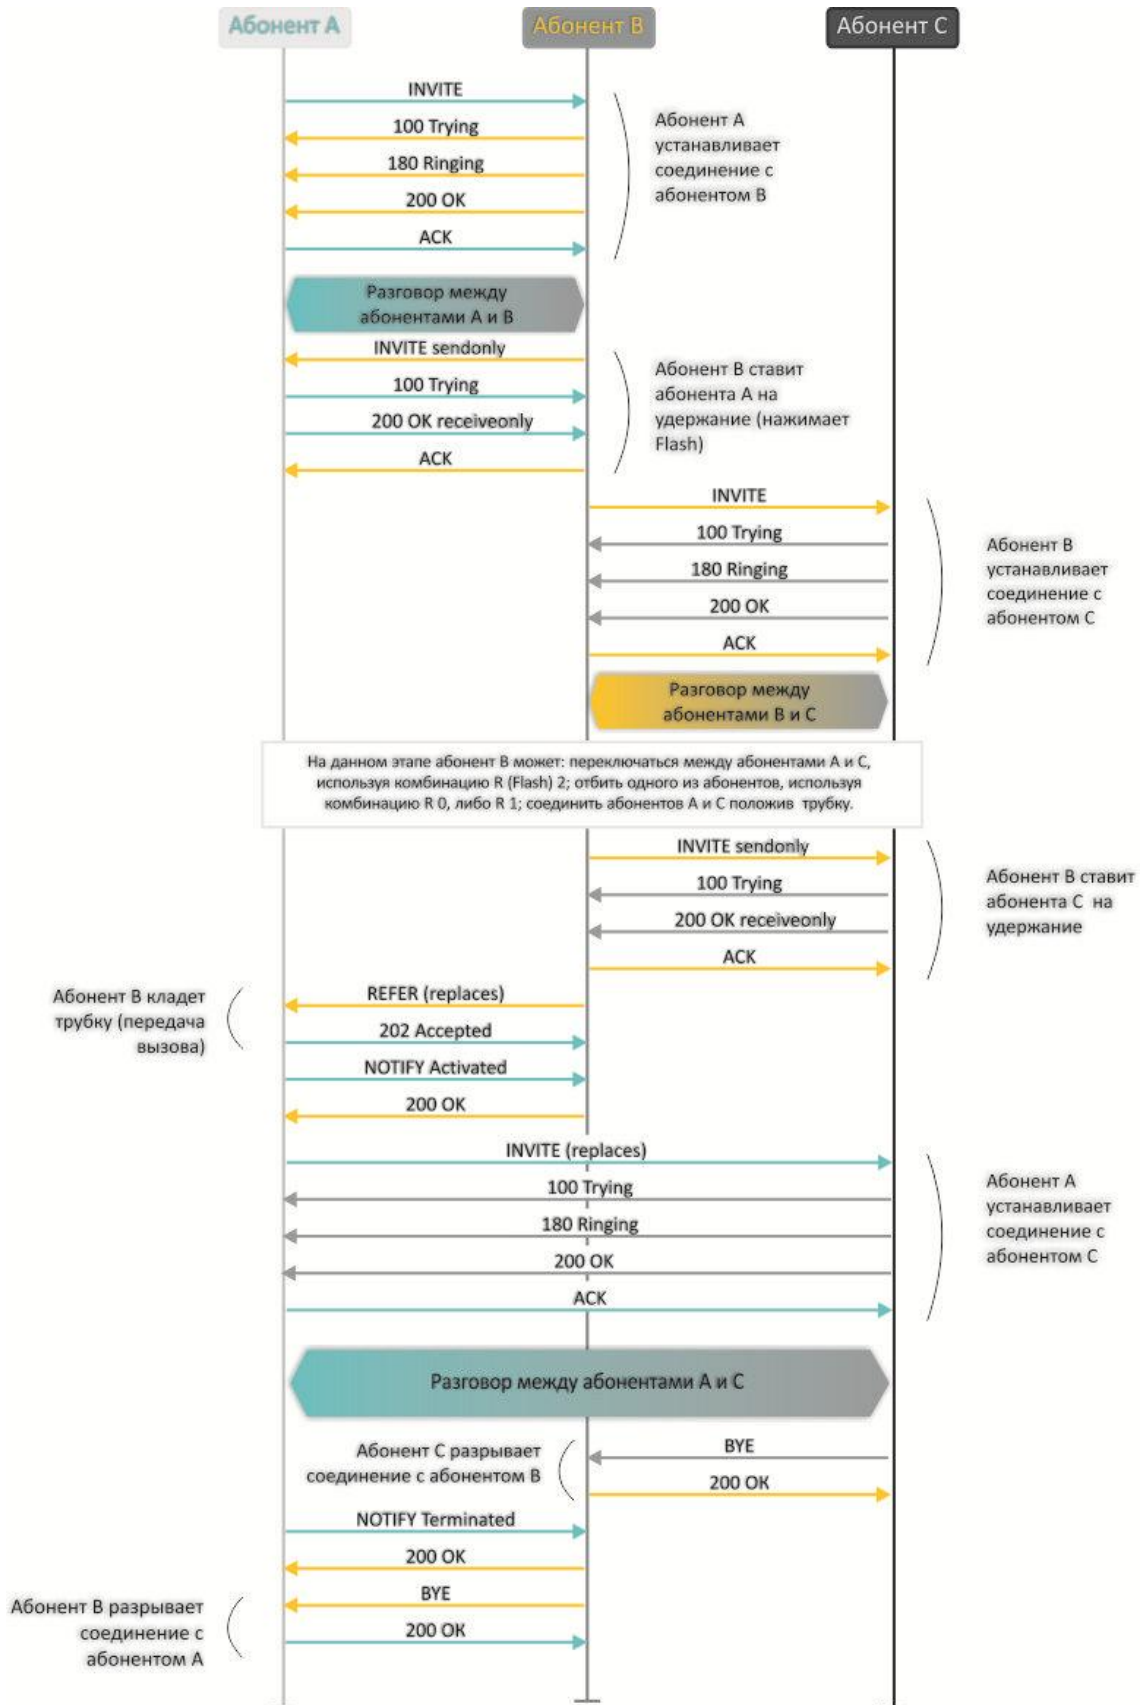 Абонент А
Абонент В
Абонент С
INVITE
100 Trying
180 Ringing
200 OK
ACK
Абонент А
устанавливает
соединение с
абонентом В
Разговор между
абонентами А и В
INVITE sendonly
100 Trying
200 OK receiveonly
ACK
Абонент В ставит
абонента А на
удержание (нажимает
Flash)
INVITE
100 Trying
180 Ringing
200 OK
ACK
Абонент В
устанавливает
соединение с
абонентом С
Разговор между
абонентами В и С
На данном этапе абонент В может: переключаться между абонентами А и С,
используя комбинацию R (Flash) 2; отбить одного из абонентов, используя
комбинацию R 0, либо R 1; соединить абонентов А и С положив трубку.
INVITE sendonly
100 Trying
200 OK receiveonly
ACK
Абонент В ставит
абонента С на
удержание
Абонент В кладет
трубку (передача
вызова)
REFER (replaces)
202 Accepted
NOTIFY Activated
200 OK
INVITE (replaces)
100 Trying
180 Ringing
200 OK
ACK
Абонент А
устанавливает
соединение с
абонентом С
Разговор между абонентами А и С
Абонент С разрывает
соединение с абонентом В
BYE
200 OK
NOTIFY Terminated
200 OK
BYE
200 OK
Абонент В разрывает
соединение с
абонентом А